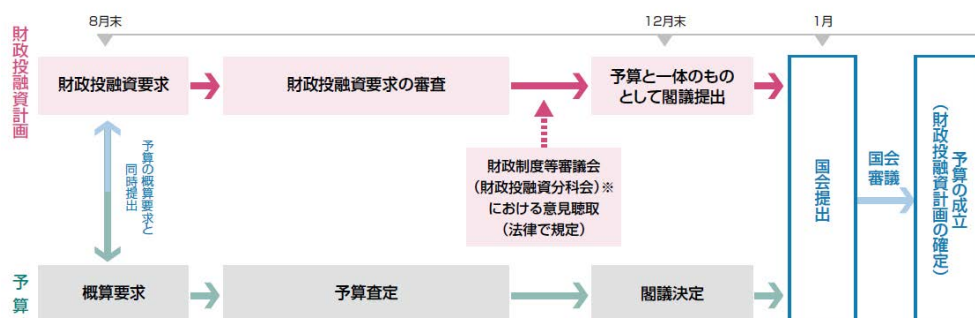 8月末
12月末
1月
財政投融資計画
財政投融資要求
財政投融資要求の審査
予算と一体のもの
として閣議提出
予算の概算要求と
同時提出
財政制度等審議会
（財政投融資分科会）※
における意見聴取
（法律で規定）
国会提出
国会
審議
予算の成立
（財政投融資計画の確定）
予算
概算要求
予算査定
閣議決定